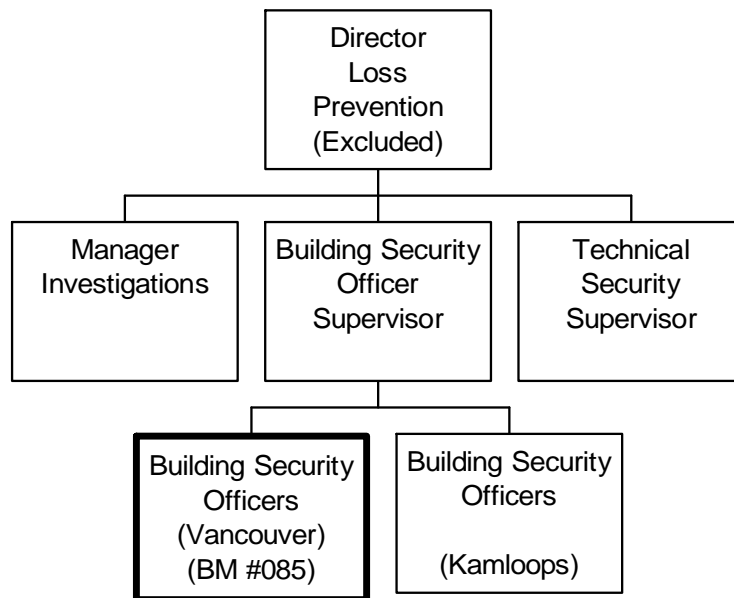 Director
Loss
Prevention
(Excluded)
Manager
Investigations
Building Security
Officer
Supervisor
Technical
Security
Supervisor
Building Security
Officers
(Vancouver)
(BM #085)
Building Security
Officers
(Kamloops)